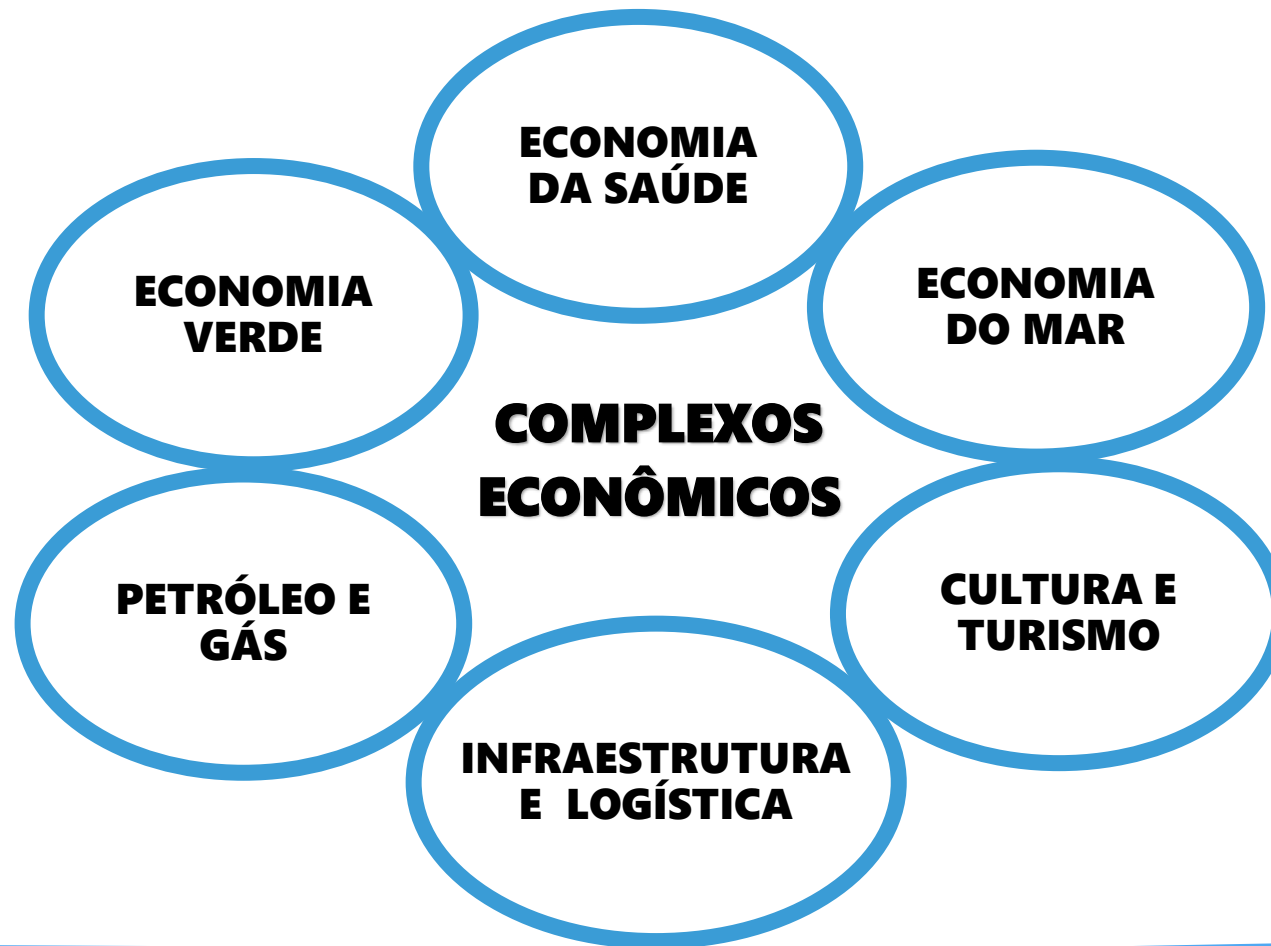 ECONOMIA
DA SAÚDE
ECONOMIA
VERDE
ECONOMIA
DO MAR
COMPLEXOS
ECONÔMICOS
PETRÓLEO E
GÁS
CULTURA E
TURISMO
INFRAESTRUTURA
E LOGÍSTICA